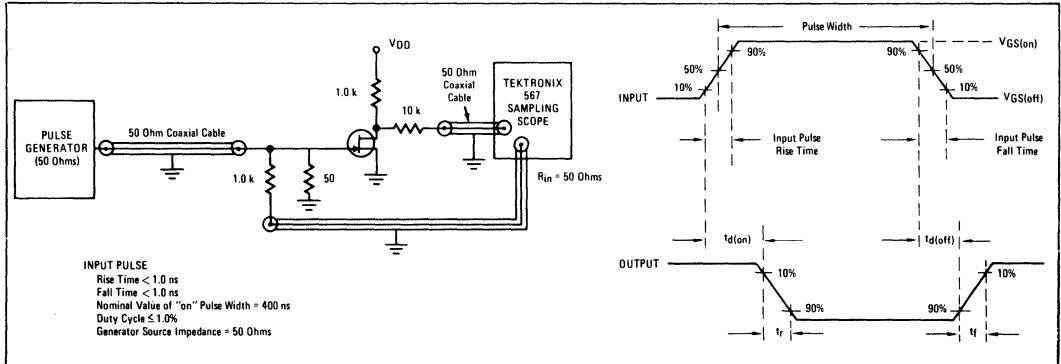 PULSE
GENERATOR
(50 Ohms)
50 Ohm Coaxial Cable
1.0 k
50
VDD
1.0 k
10 k
50 Ohm
Coaxial
Cable
TEKTRONIX
567
SAMPLING
SCOPE
Rin = 50 Ohms
INPUT PULSE
Rise Time < 1.0 ns
Fall Time < 1.0 ns
Nominal Value of "on" Pulse Width = 400 ns
Duty Cycle ≤ 1.0%
Generator Source Impedance = 50 Ohms
Pulse Width
VGS(on)
90%
90%
50%
50%
10%
10%
INPUT
VGS(off)
Input Pulse
Rise Time
Input Pulse
Fall Time
td(on)
td(off)
OUTPUT
10%
10%
90%
90%
tr
tf